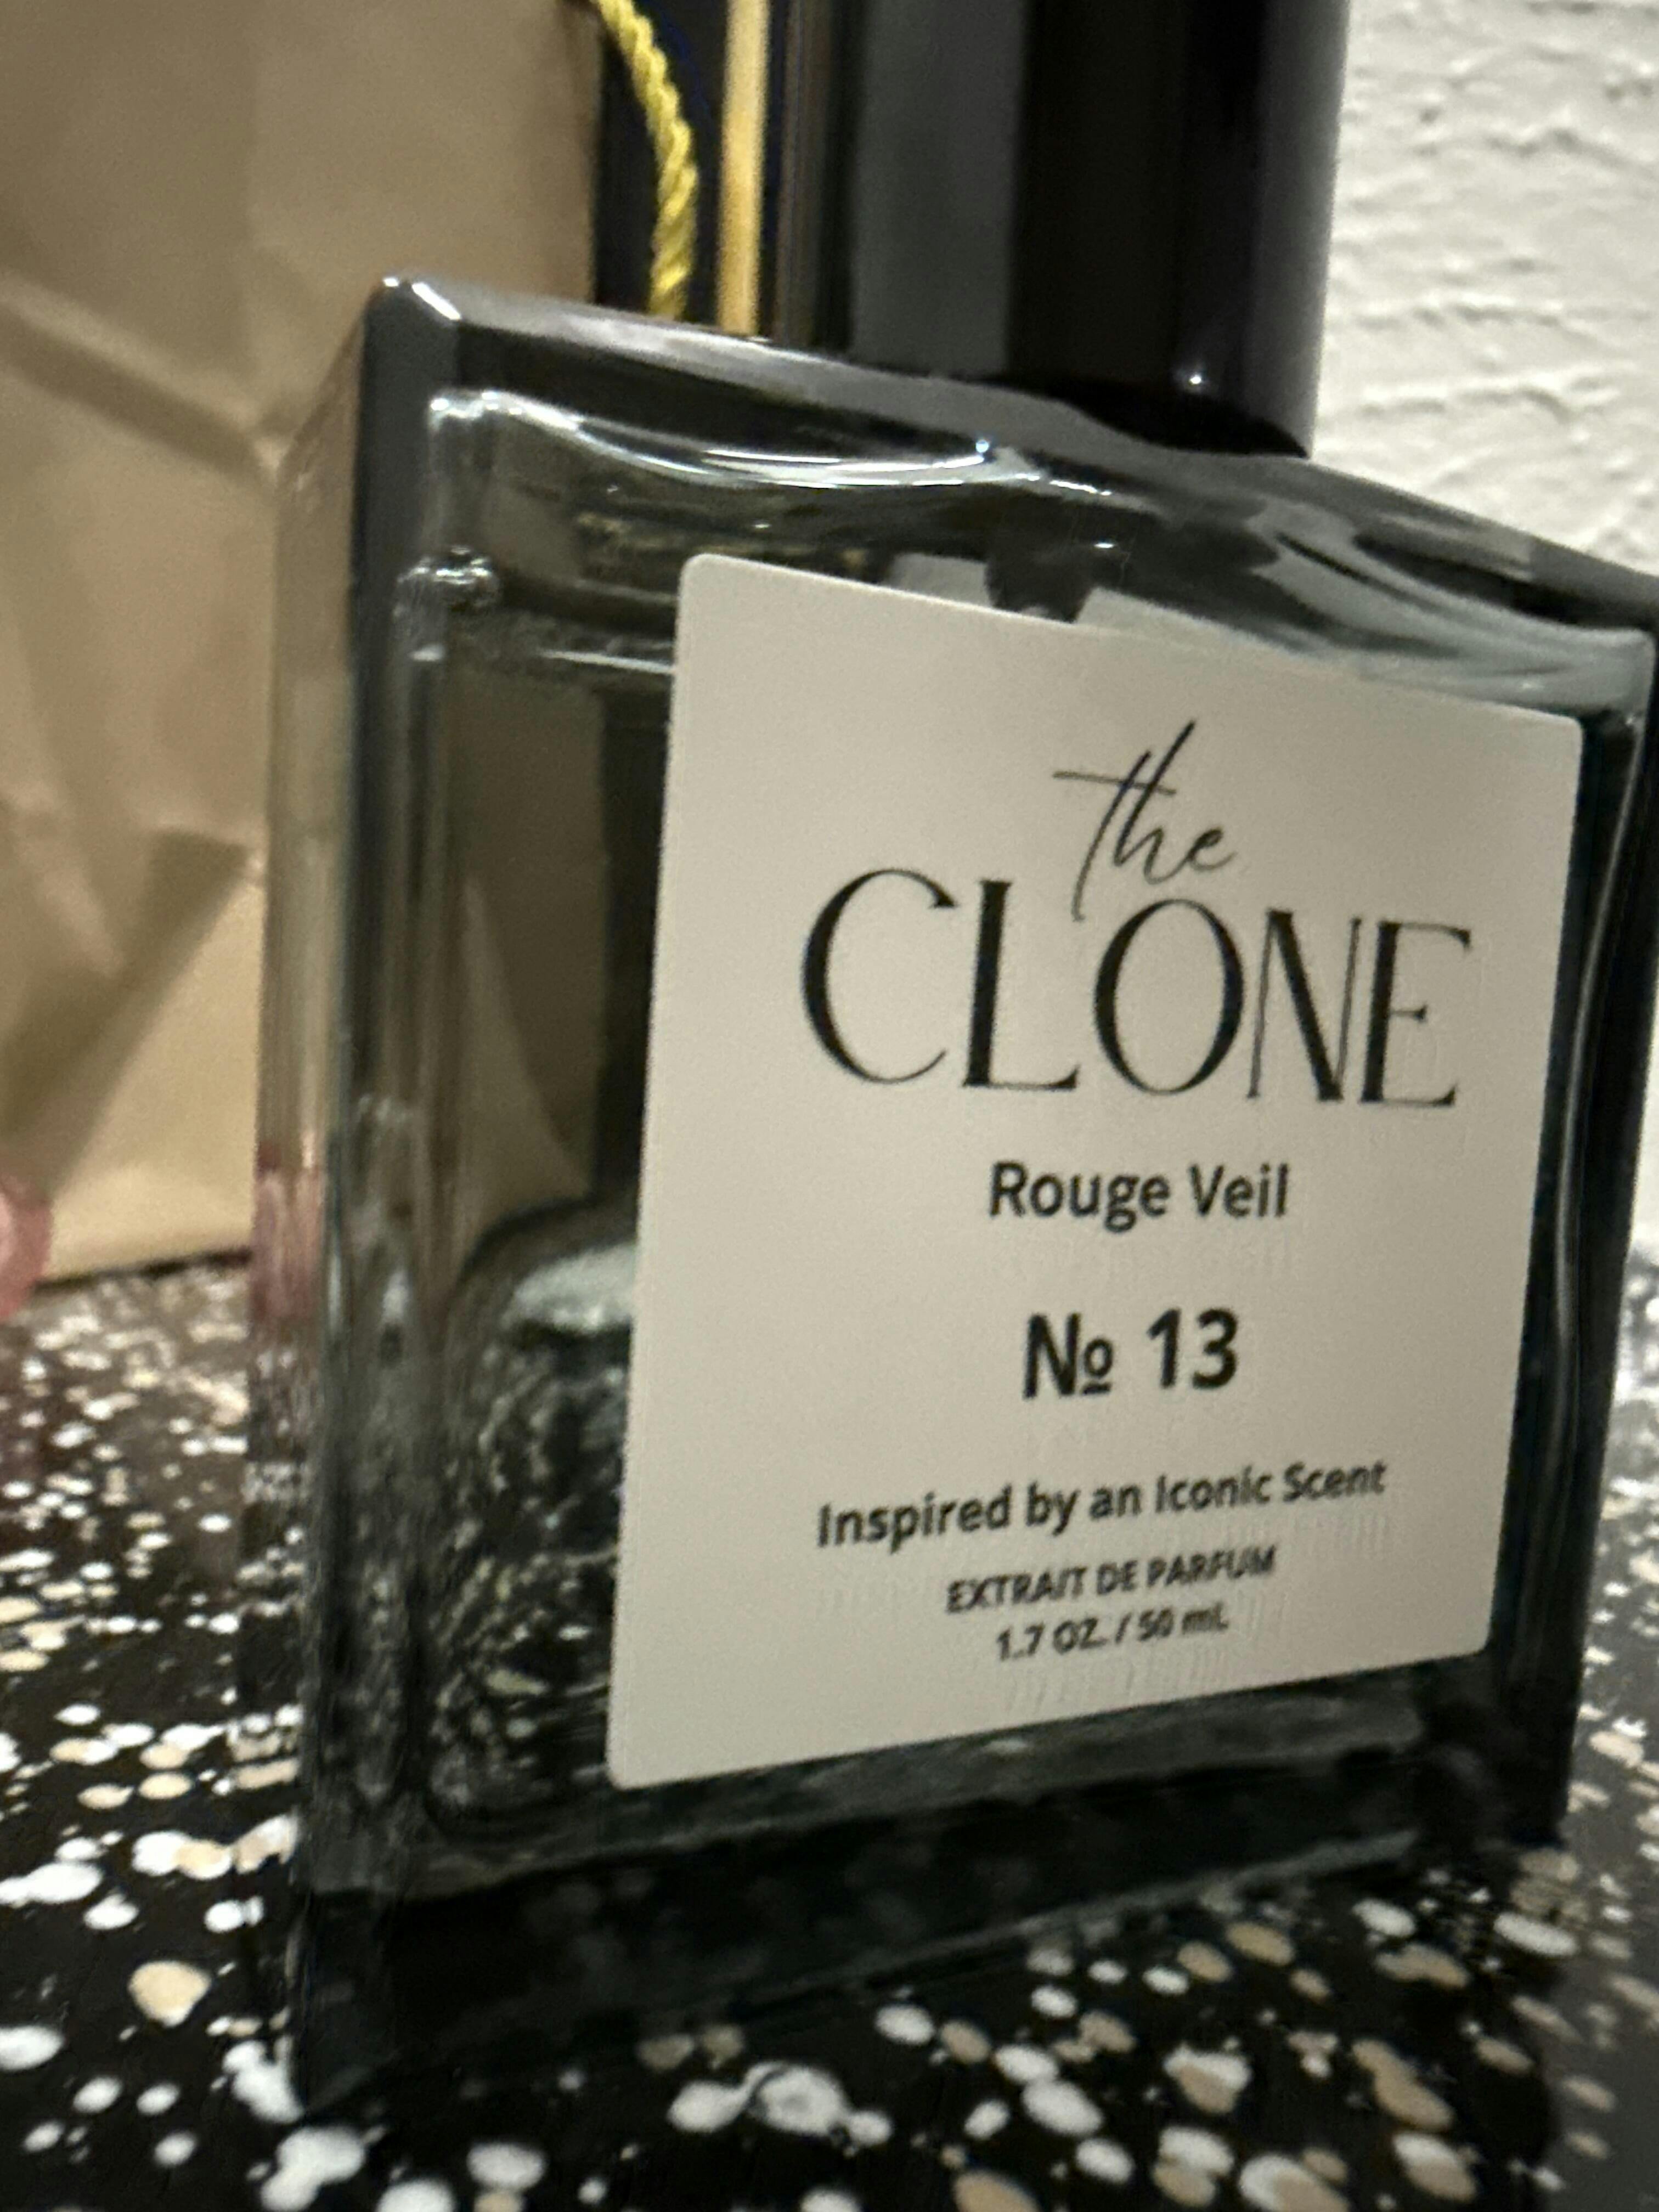 the
CLONE
Rouge Veil
№ 13
Inspired by an Iconic Scent
EXTRAIT DE PARFUM
1.7 OZ. / 50 mL